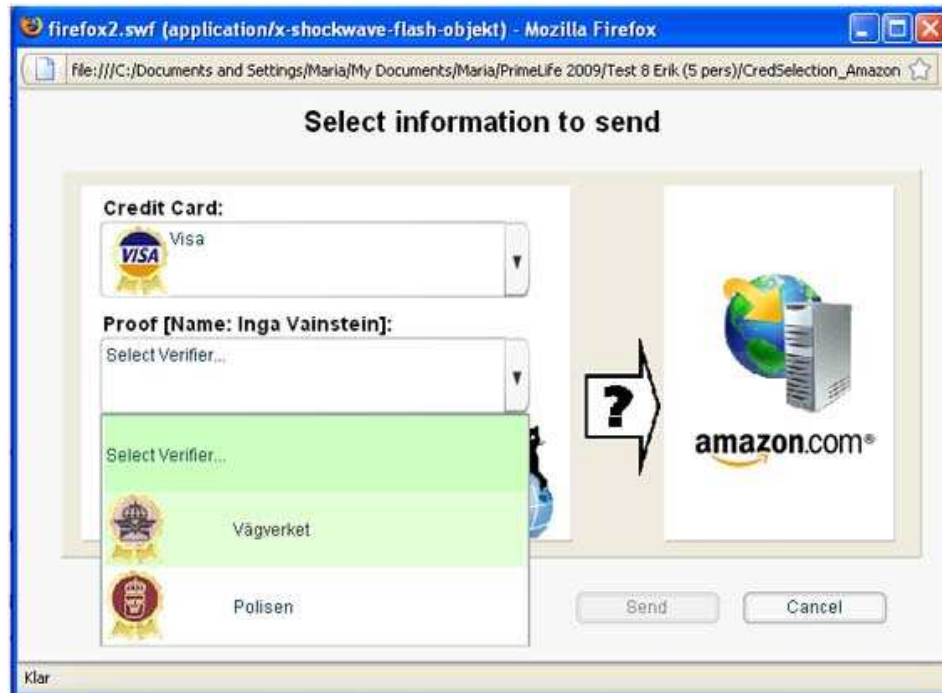 firefox2.swf (application/x-shockwave-flash-objekt) - Mozilla Firefox
file:///C:/Documents and Settings/Maria/My Documents/Maria/PrimeLife 2009/Test 8 Erik (5 pers)/CredSelection_Amazon
Select information to send
Credit Card:
VISA Visa
Proof [Name: Inga Vainstein]:
Select Verifier...
Select Verifier...
Vägverket
Polisen
?
amazon.com®
Send Cancel
Klar